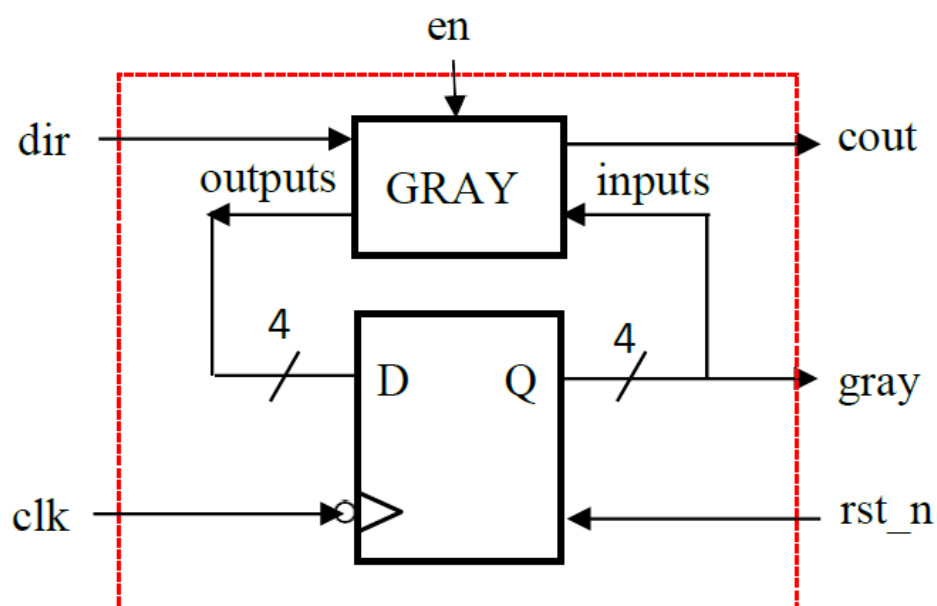 en
dir
cout
outputs
GRAY
inputs
4
4
D
Q
gray
clk
rst_n